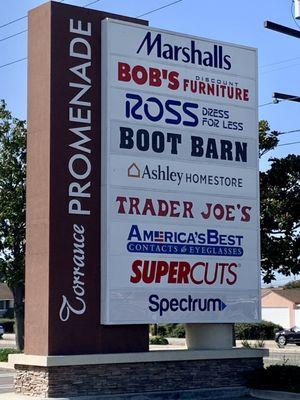 Torrance PROMENADE
Marshalls
BOB'S DISCOUNT
FURNITURE
ROSS DRESS
FOR LESS
BOOT BARN
Ashley HOMESTORE
TRADER JOE'S
AMERICA'S BEST
CONTACTS & EYEGLASSES
SUPERCUTS
Spectrum